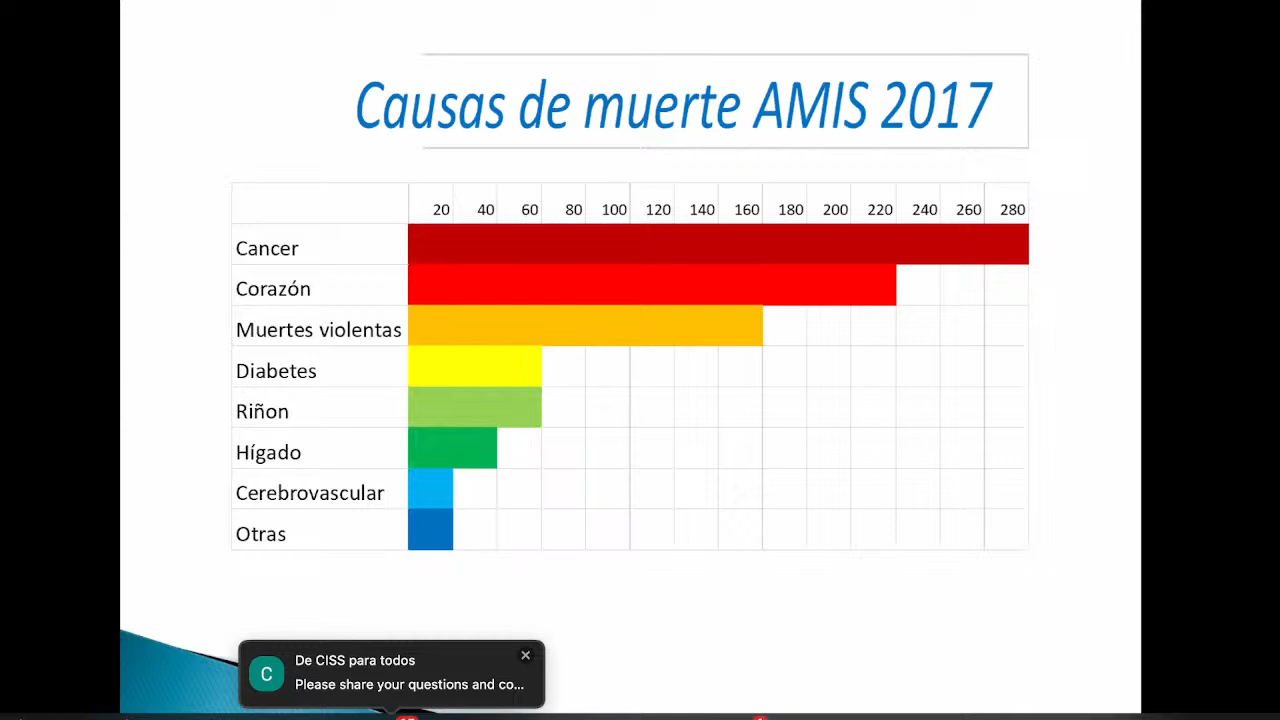 Causas de muerte AMIS 2017
20 40 60 80 100 120 140 160 180 200 220 240 260 280
Cancer
Corazón
Muertes violentas
Diabetes
Riñon
Hígado
Cerebrovascular
Otras
C
De CISS para todos
Please share your questions and co...